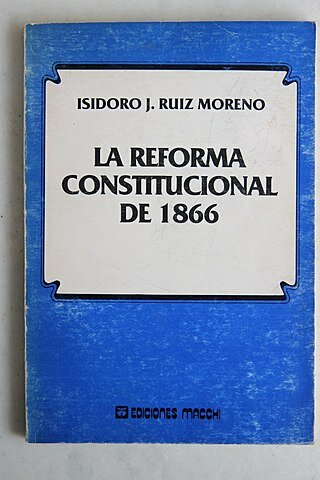 ISIDORO J. RUIZ MORENO
LA REFORMA
CONSTITUCIONAL
DE 1866
EDICIONES MACCHI